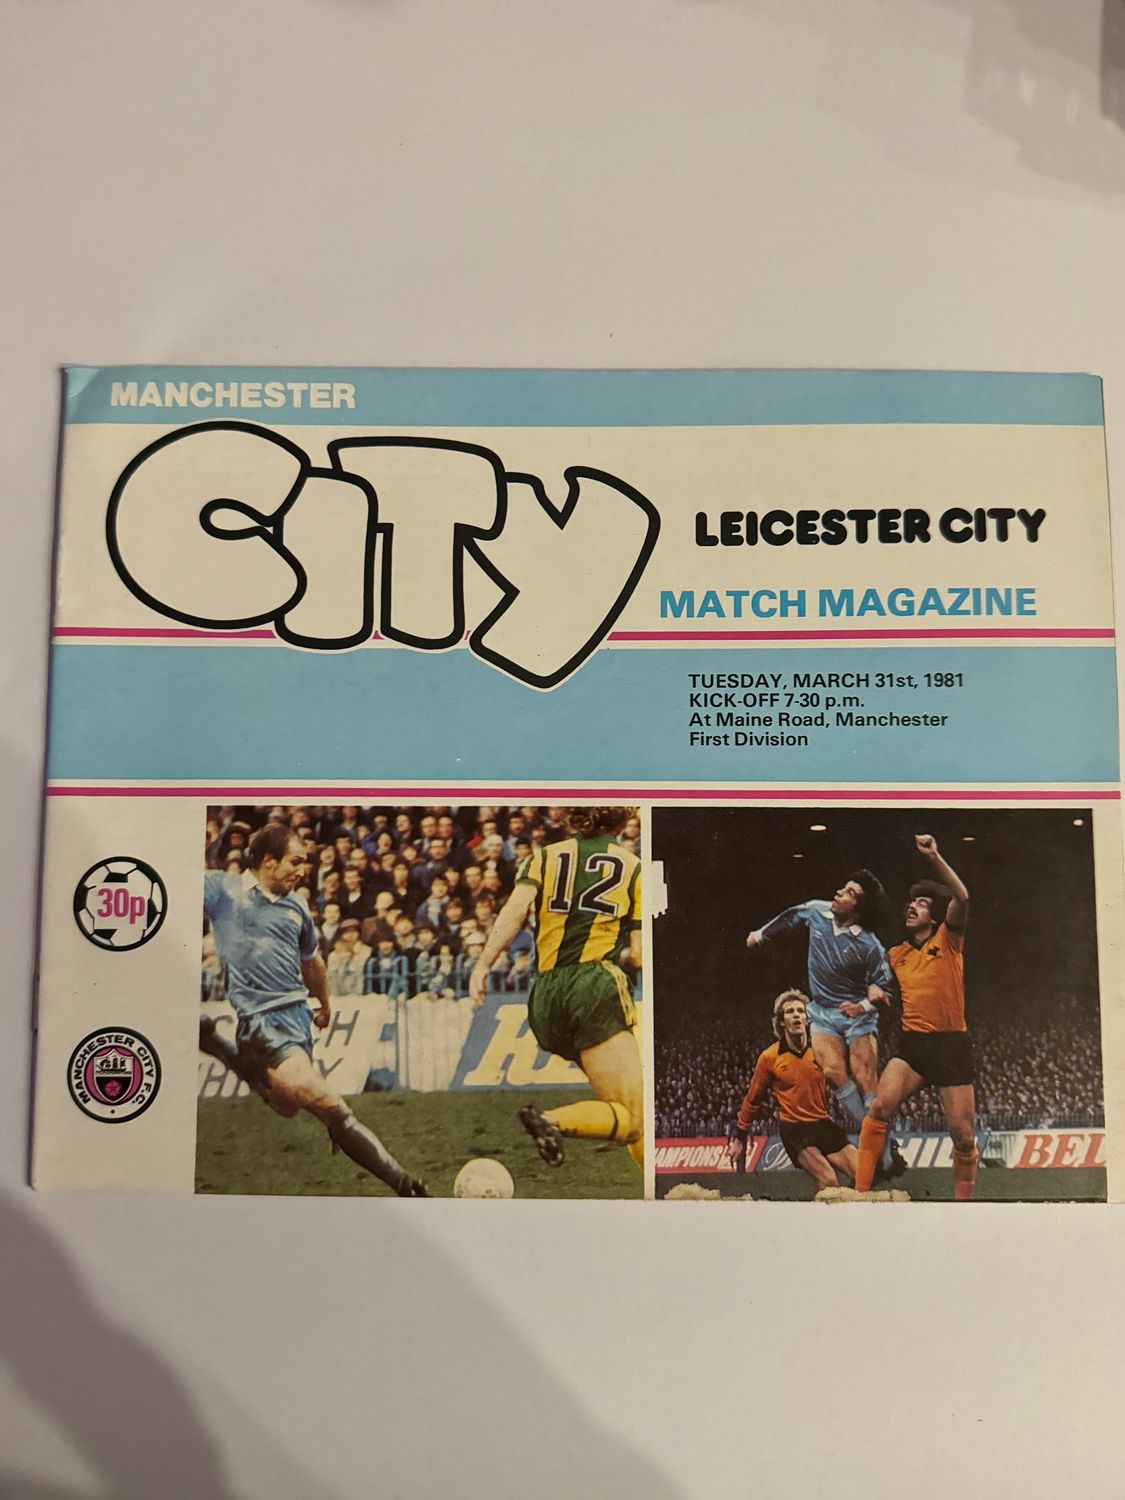 MANCHESTER
CITY
LEICESTER CITY
MATCH MAGAZINE
TUESDAY, MARCH 31st, 1981
KICK-OFF 7-30 p.m.
At Maine Road, Manchester
First Division
30p
MANCHESTER CITY F.C.
12